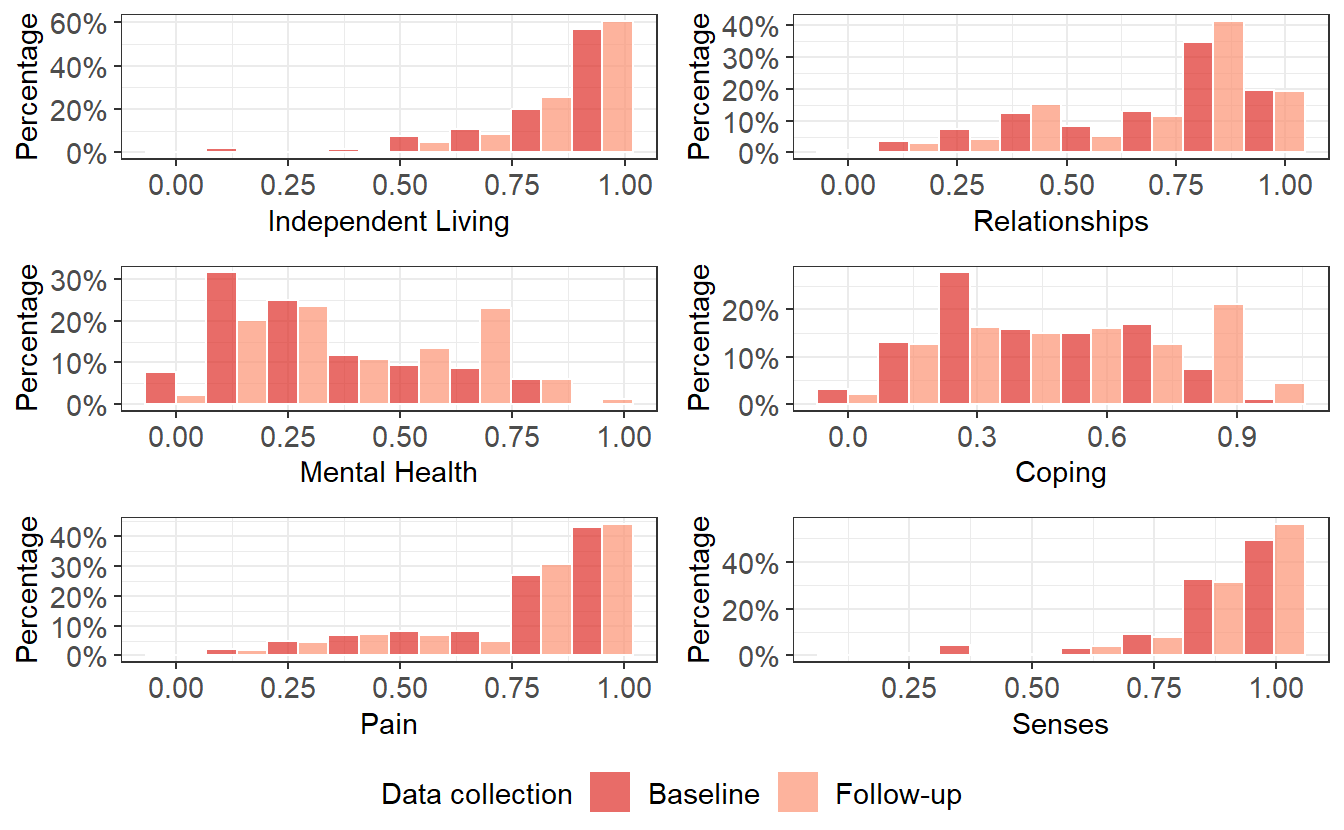 Percentage
60%
40%
20%
0%
0.00 0.25 0.50 0.75 1.00
Independent Living
Percentage
40%
30%
20%
10%
0%
0.00 0.25 0.50 0.75 1.00
Relationships
Percentage
30%
20%
10%
0%
0.00 0.25 0.50 0.75 1.00
Mental Health
Percentage
20%
10%
0%
0.0 0.3 0.6 0.9
Coping
Percentage
40%
30%
20%
10%
0%
0.00 0.25 0.50 0.75 1.00
Pain
Percentage
40%
20%
0%
0.25 0.50 0.75 1.00
Senses
Data collection Baseline Follow-up